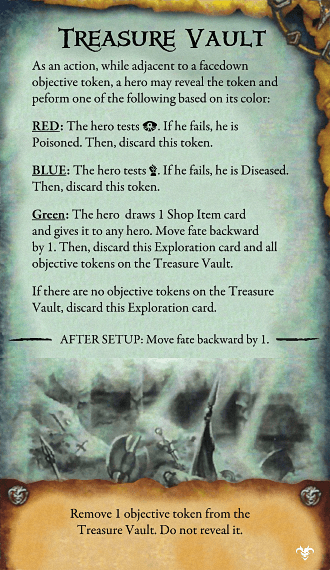 Treasure Vault
As an action, while adjacent to a facedown
objective token, a hero may reveal the token and
peform one of the following based on its color:
RED: The hero tests . If he fails, he is
Poisoned. Then, discard this token.
BLUE: The hero tests . If he fails, he is Diseased.
Then, discard this token.
Green: The hero draws 1 Shop Item card
and gives it to any hero. Move fate backward
by 1. Then, discard this Exploration card and all
objective tokens on the Treasure Vault.
If there are no objective tokens on the Treasure
Vault, discard this Exploration card.
AFTER SETUP: Move fate backward by 1.
Remove 1 objective token from the
Treasure Vault. Do not reveal it.